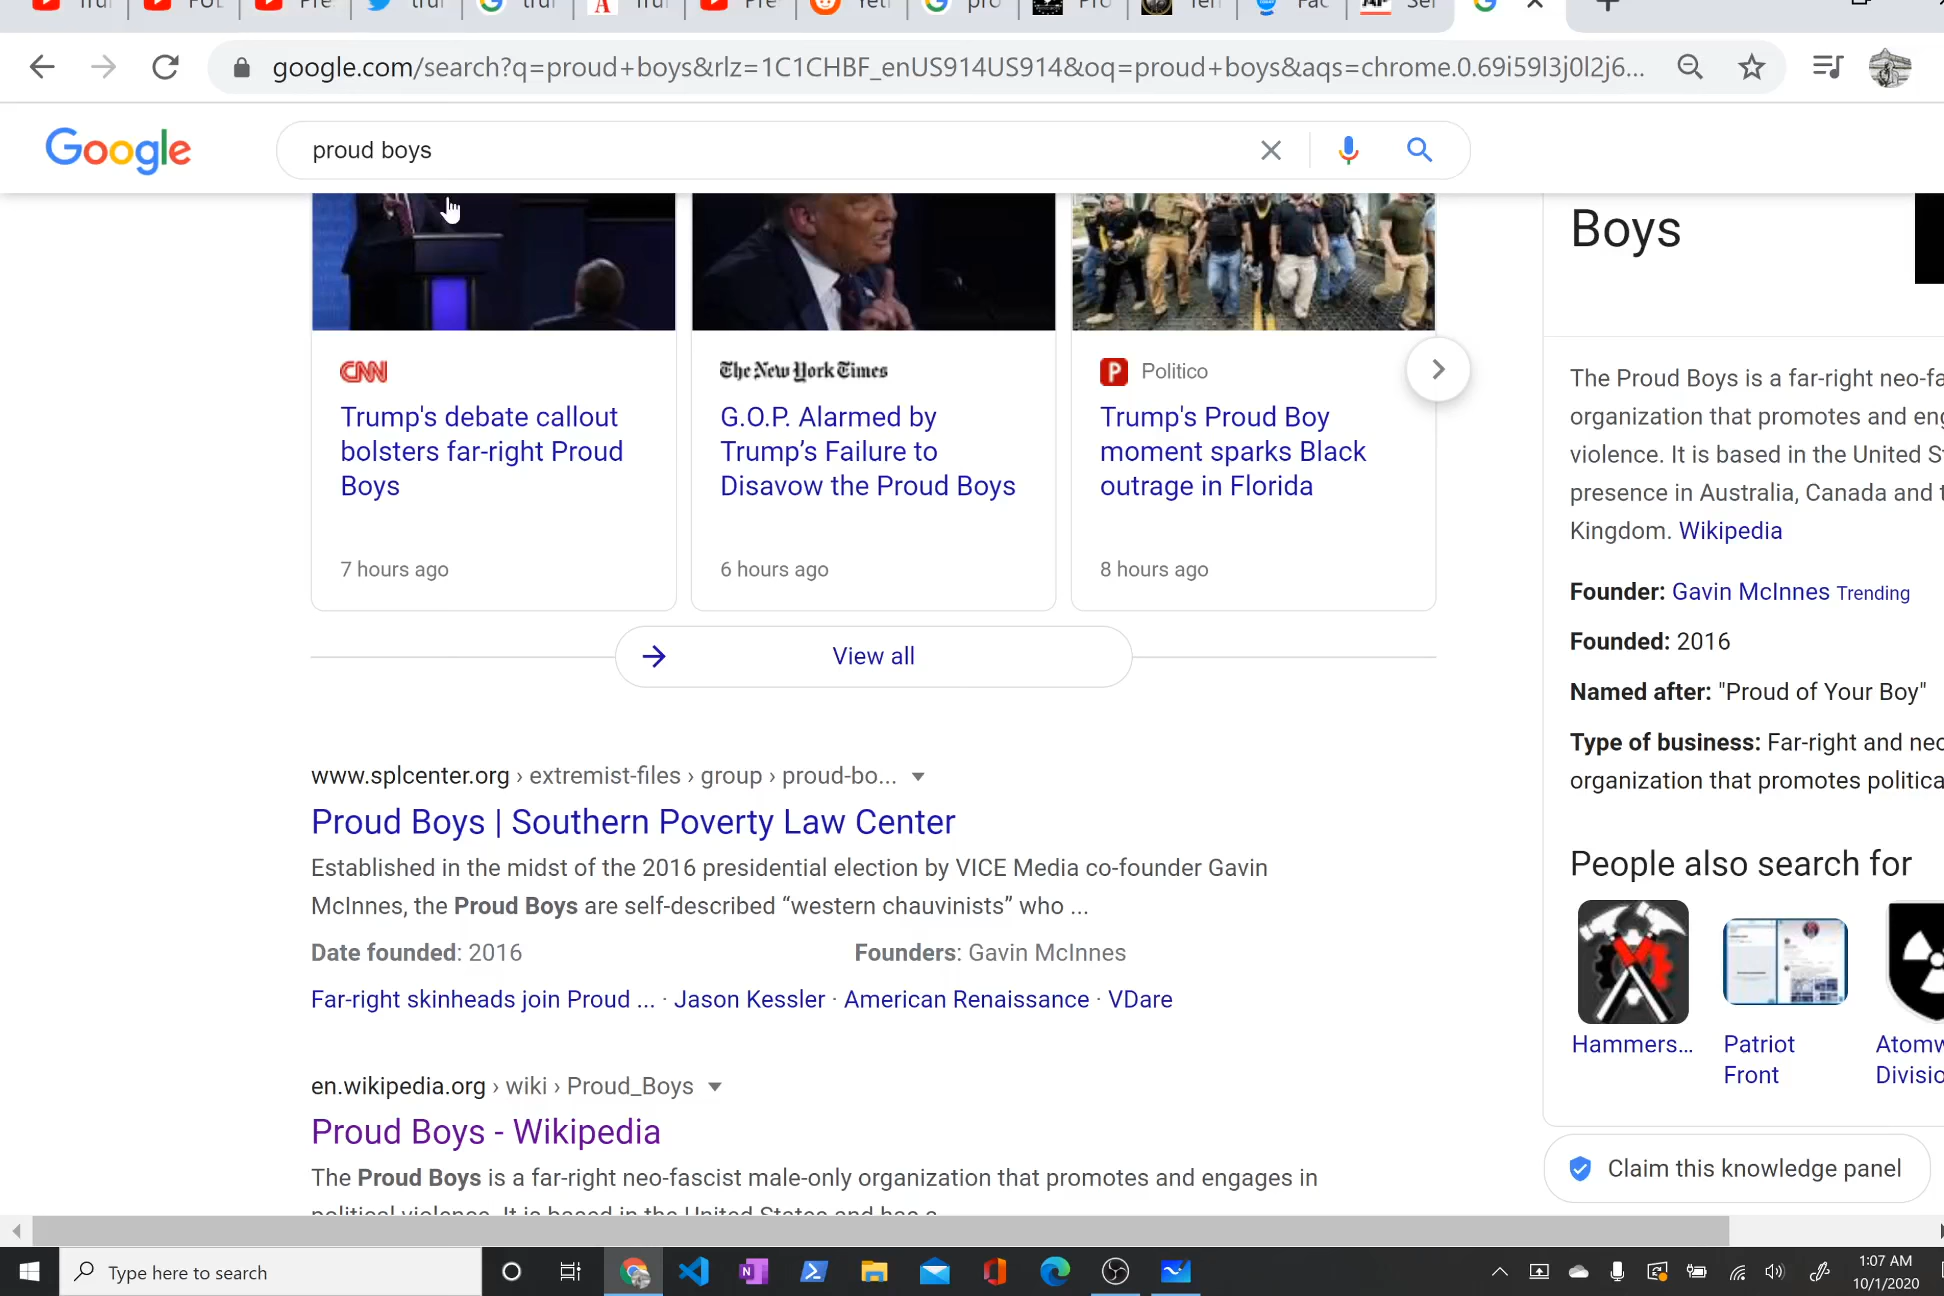 google.com/search?q=proud+boys&rlz=1C1CHBF_enUS914US914&oq=proud+boys&aqs=chrome.0.69i59l3j0l2j6...
Google
proud boys
CNN
Trump's debate callout
bolsters far-right Proud
Boys
7 hours ago
The New York Times
G.O.P. Alarmed by
Trump’s Failure to
Disavow the Proud Boys
6 hours ago
Politico
Trump's Proud Boy
moment sparks Black
outrage in Florida
8 hours ago
View all
www.splcenter.org › extremist-files › group › proud-bo...
Proud Boys | Southern Poverty Law Center
Established in the midst of the 2016 presidential election by VICE Media co-founder Gavin
McInnes, the Proud Boys are self-described “western chauvinists” who ...
Date founded: 2016
Founders: Gavin McInnes
Far-right skinheads join Proud ... · Jason Kessler · American Renaissance · VDare
en.wikipedia.org › wiki › Proud_Boys
Proud Boys - Wikipedia
The Proud Boys is a far-right neo-fascist male-only organization that promotes and engages in
Boys
The Proud Boys is a far-right neo-fa
organization that promotes and eng
violence. It is based in the United S
presence in Australia, Canada and t
Kingdom. Wikipedia
Founder: Gavin McInnes Trending
Founded: 2016
Named after: "Proud of Your Boy"
Type of business: Far-right and neo
organization that promotes politica
People also search for
Hammers...
Patriot
Front
Atomw
Divisio
Claim this knowledge panel
Type here to search
1:07 AM
10/1/2020